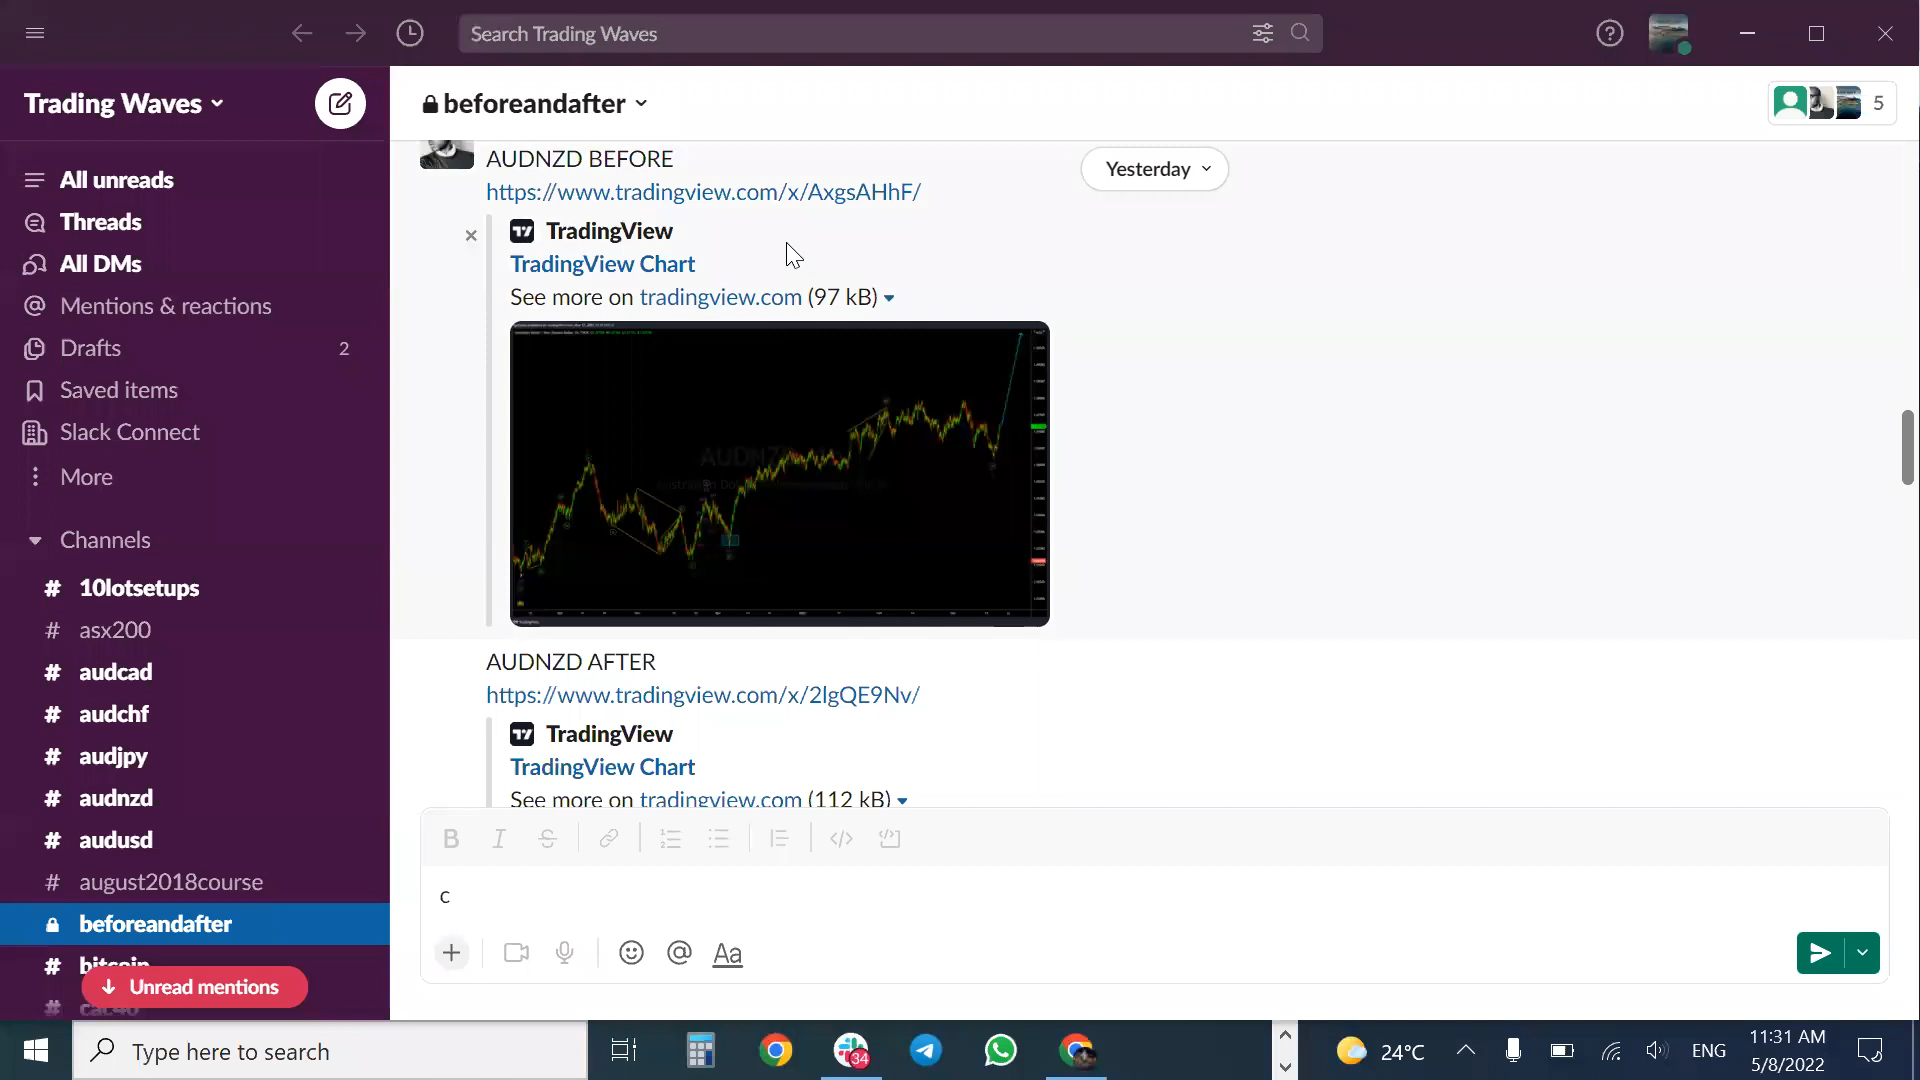 Search Trading Waves
Trading Waves
beforeandafter
5
All unreads
Threads
All DMs
Mentions & reactions
Drafts 2
Saved items
Slack Connect
More
Channels
# 10lotsetups
# asx200
# audcad
# audchf
# audjpy
# audnzd
# audusd
# august2018course
beforeandafter
# bitcoin
# cac40
Unread mentions
AUDNZD BEFORE
Yesterday
https://www.tradingview.com/x/AxgsAHhF/
TradingView
TradingView Chart
See more on tradingview.com (97 kB)
AUDNZD AFTER
https://www.tradingview.com/x/2lgQE9Nv/
TradingView
TradingView Chart
See more on tradingview.com (112 kB)
B I S
c
@ Aa
Type here to search
34
24°C
ENG
11:31 AM
5/8/2022